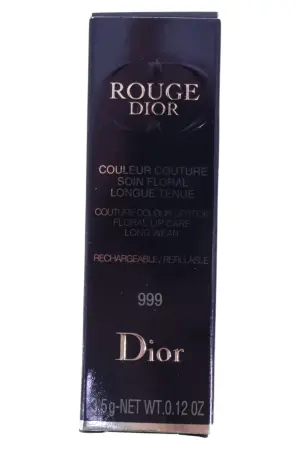 ROUGE
DIOR
COULEUR COUTURE
SOIN FLORAL
LONGUE TENUE
COUTURE COLOUR LIPSTICK
FLORAL LIP CARE
LONG WEAR
RECHARGEABLE/REFILLABLE
999
Dior
3.5g-NET WT.0.12 OZ